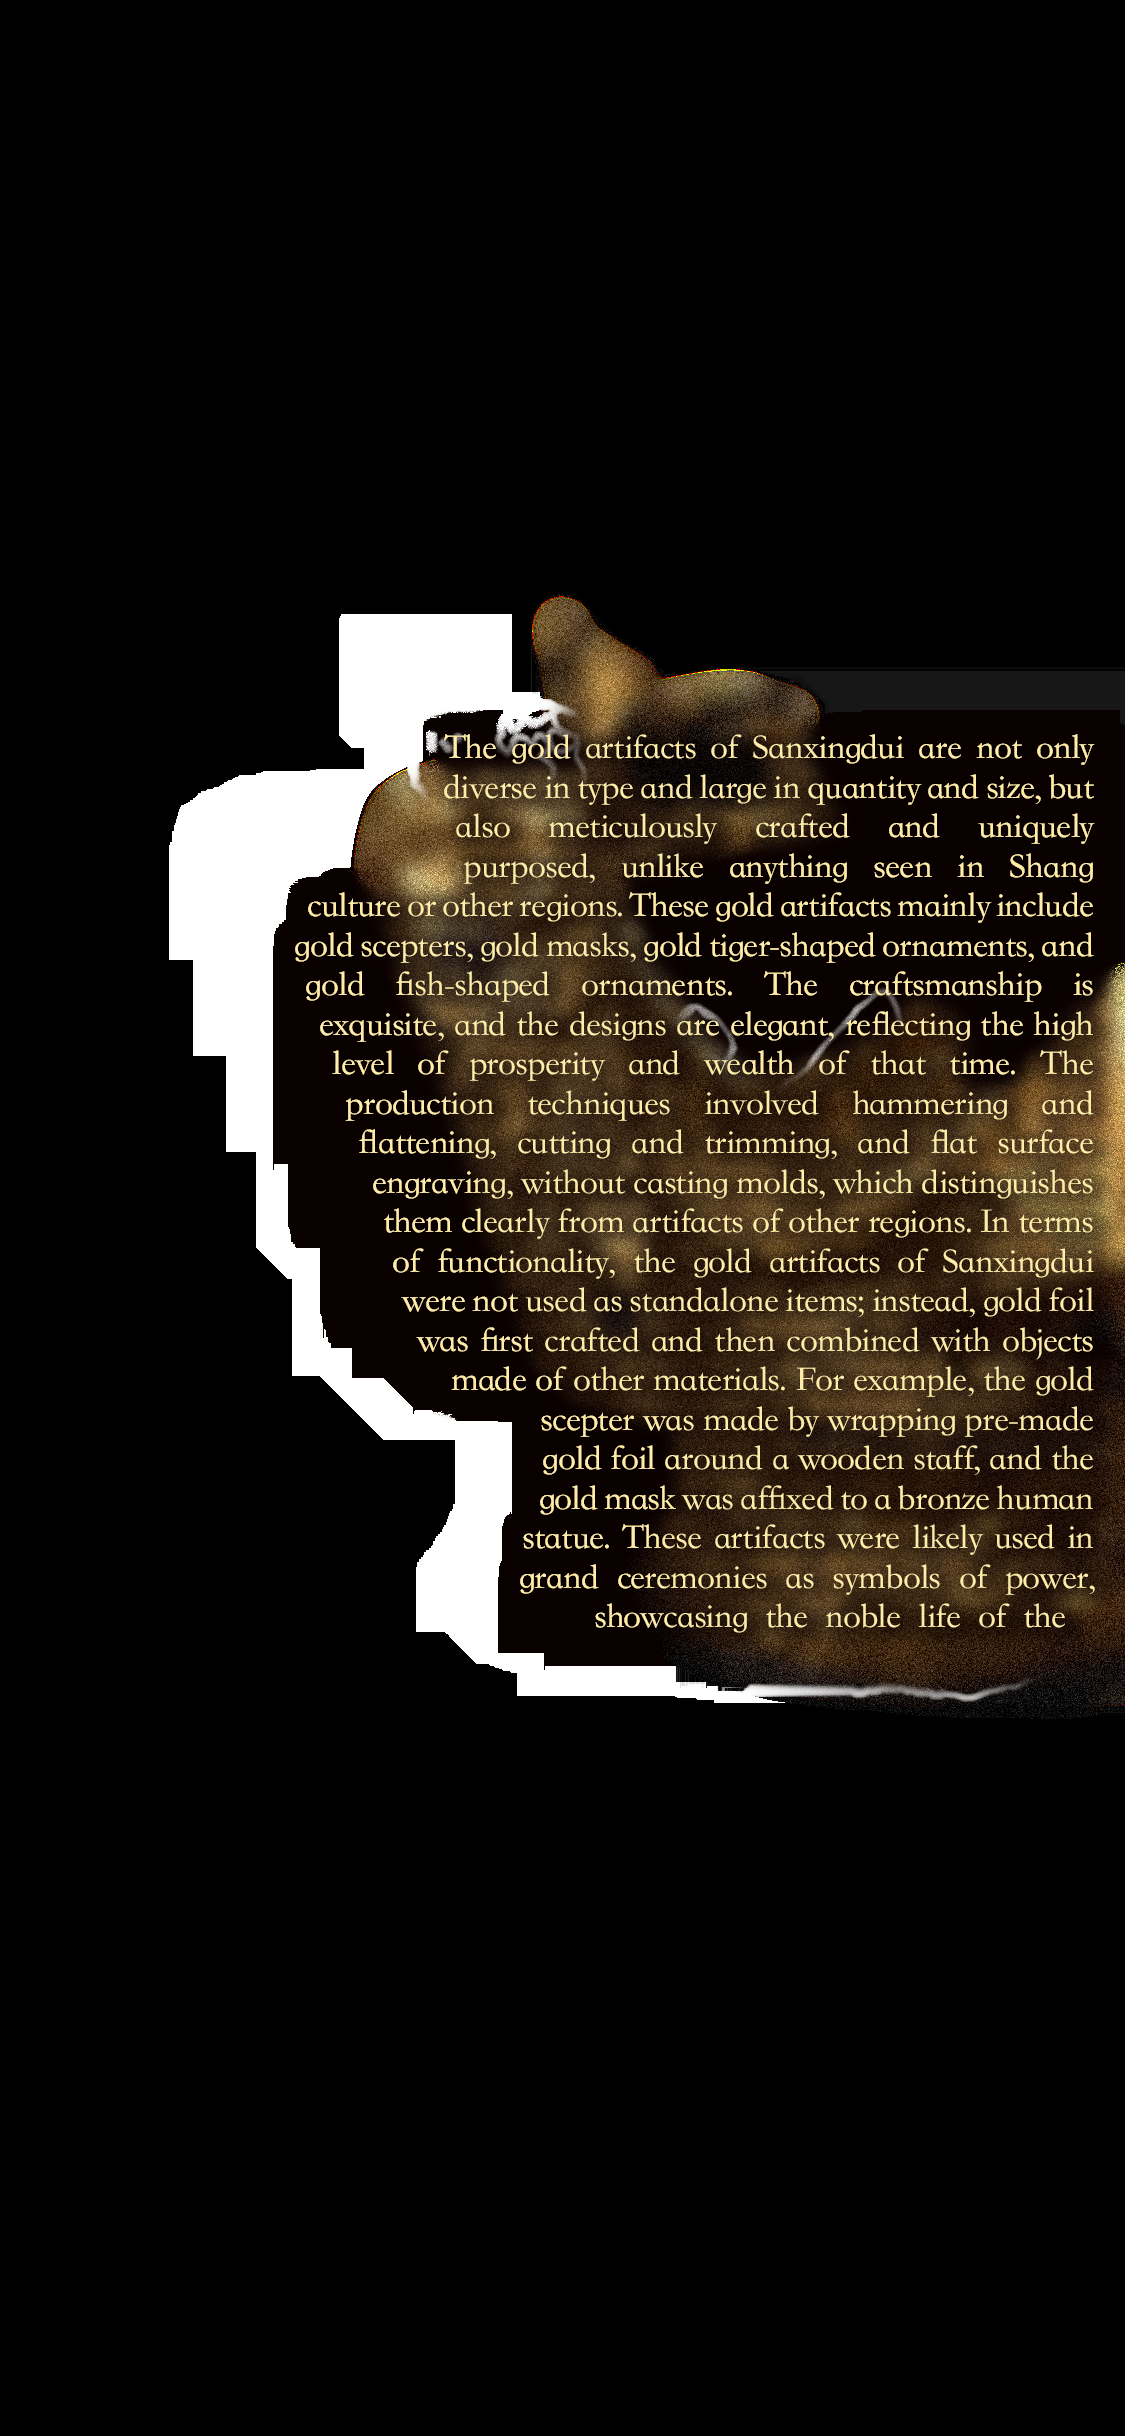 The gold artifacts of Sanxingdui are not only
diverse in type and large in quantity and size, but
also meticulously crafted and uniquely
purposed, unlike anything seen in Shang
culture or other regions. These gold artifacts mainly include
gold scepters, gold masks, gold tiger-shaped ornaments, and
gold fish-shaped ornaments. The craftsmanship is
exquisite, and the designs are elegant, reflecting the high
level of prosperity and wealth of that time. The
production techniques involved hammering and
flattening, cutting and trimming, and flat surface
engraving, without casting molds, which distinguishes
them clearly from artifacts of other regions. In terms
of functionality, the gold artifacts of Sanxingdui
were not used as standalone items; instead, gold foil
was first crafted and then combined with objects
made of other materials. For example, the gold
scepter was made by wrapping pre-made
gold foil around a wooden staff, and the
gold mask was affixed to a bronze human
statue. These artifacts were likely used in
grand ceremonies as symbols of power,
showcasing the noble life of the